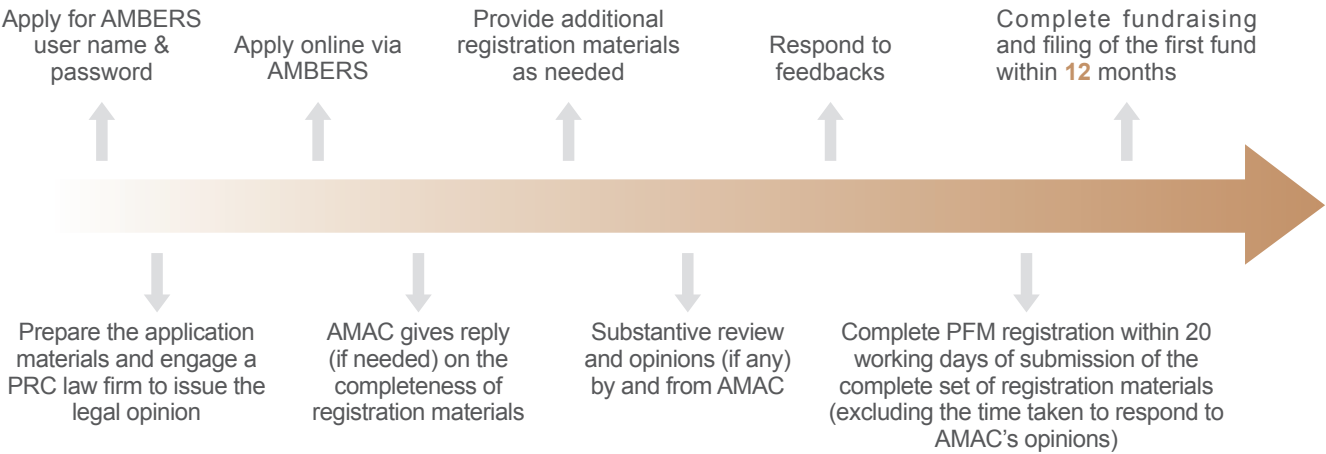 Apply for AMBERS
user name &
password
Apply online via
AMBERS
Provide additional
registration materials
as needed
Respond to
feedbacks
Complete fundraising
and filing of the first fund
within 12 months
Prepare the application
materials and engage a
PRC law firm to issue the
legal opinion
AMAC gives reply
(if needed) on the
completeness of
registration materials
Substantive review
and opinions (if any)
by and from AMAC
Complete PFM registration within 20
working days of submission of the
complete set of registration materials
(excluding the time taken to respond to
AMAC's opinions)